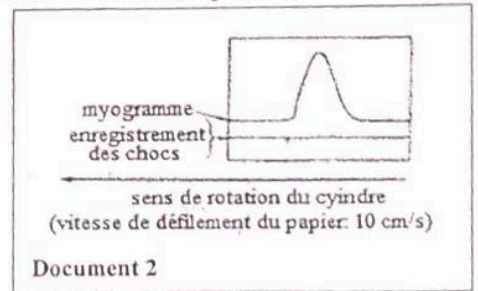 myogramme
enregistrement
des chocs
sens de rotation du cyindre
(vitesse de défilement du papier: 10 cm/s)
Document 2